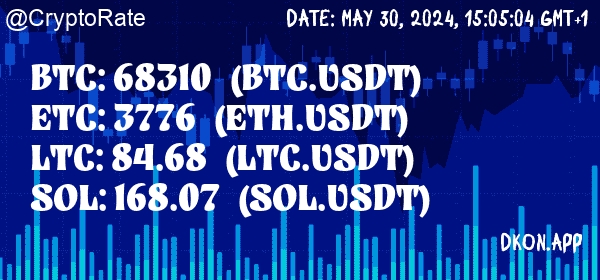 @CryptoRate
DATE: MAY 30, 2024, 15:05:04 GMT+1
BTC: 68310 (BTC.USDT)
ETC: 3776 (ETH.USDT)
LTC: 84.68 (LTC.USDT)
SOL: 168.07 (SOL.USDT)
DKON.APP